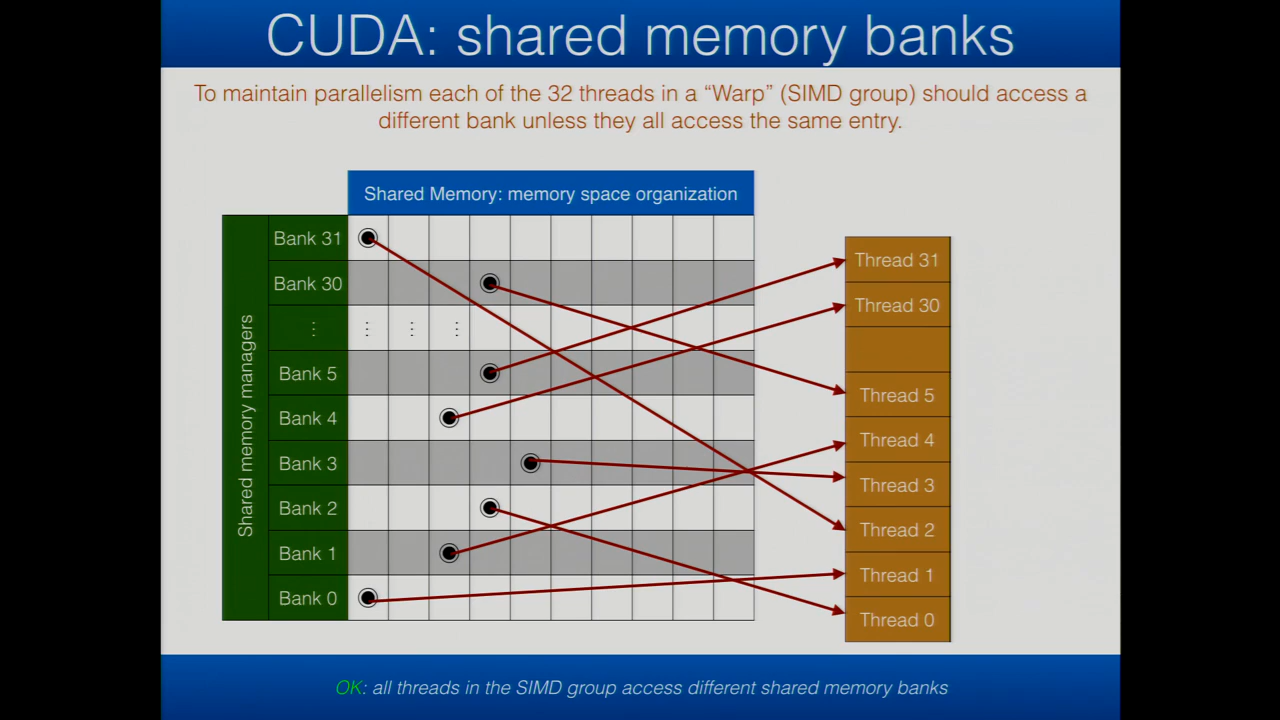 CUDA: shared memory banks
To maintain parallelism each of the 32 threads in a “Warp” (SIMD group) should access a
different bank unless they all access the same entry.
Shared Memory: memory space organization
Shared memory managers
Bank 31
Bank 30
⋮ ⋮ ⋮ ⋮
Bank 5
Bank 4
Bank 3
Bank 2
Bank 1
Bank 0
Thread 31
Thread 30
Thread 5
Thread 4
Thread 3
Thread 2
Thread 1
Thread 0
OK: all threads in the SIMD group access different shared memory banks